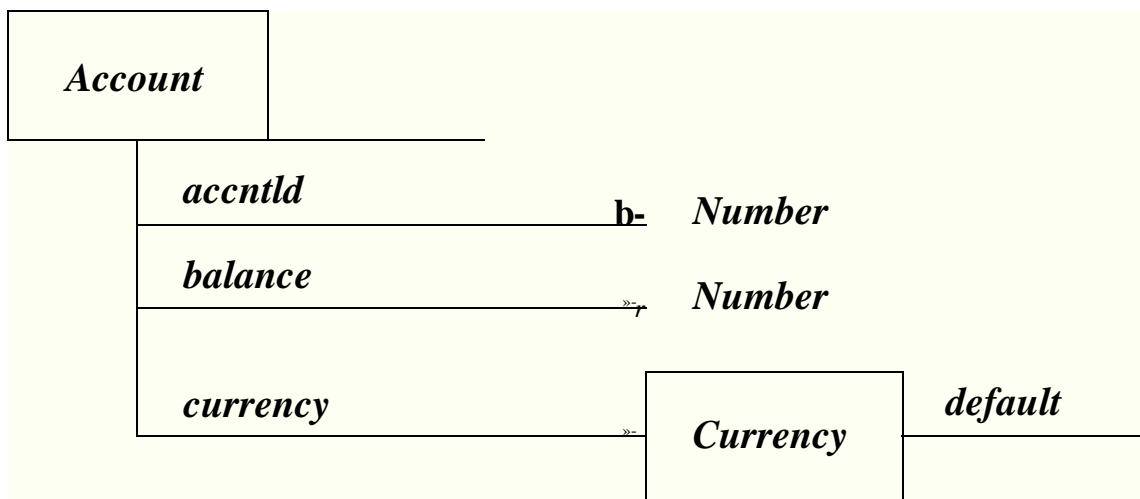 Account
accntld
b- Number
balance
»-r Number
currency
»- Currency default